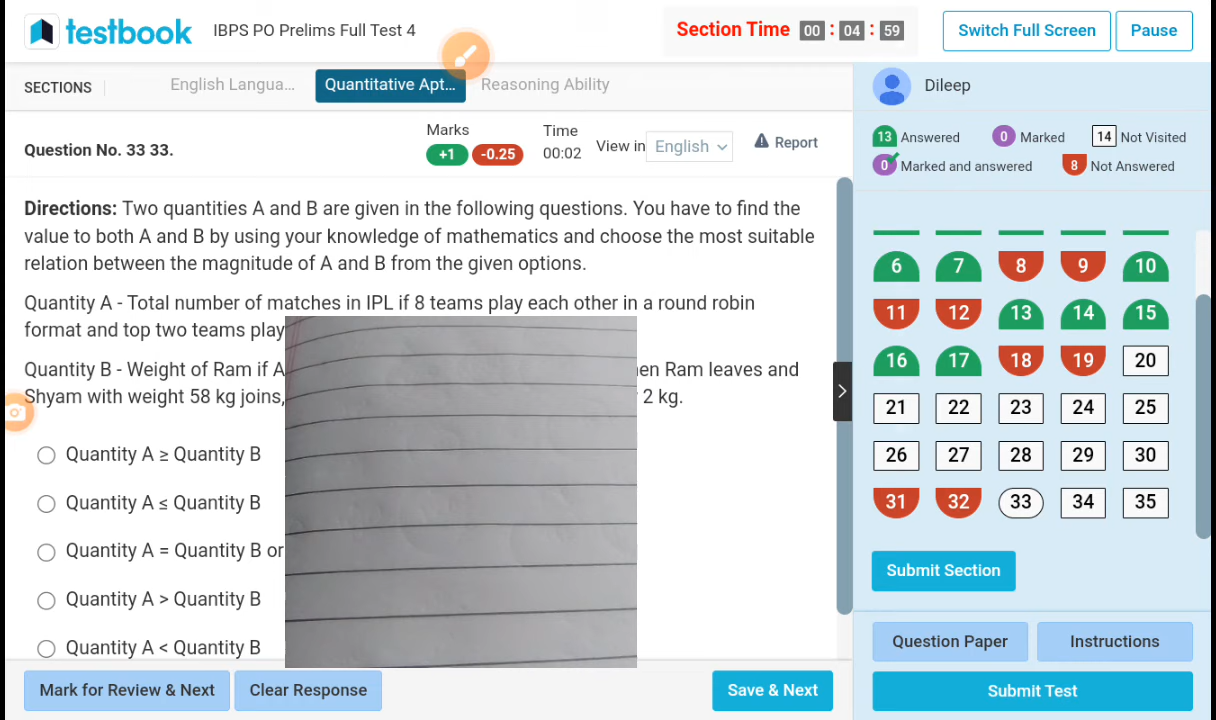 testbook
IBPS PO Prelims Full Test 4
Section Time 00 : 04 : 59
Switch Full Screen
Pause
SECTIONS
English Langua...
Quantitative Apt...
Reasoning Ability
Dileep
Question No. 33 33.
Marks
+1 -0.25
Time
00:02
View in English
Report
13 Answered
0 Marked
14 Not Visited
0 Marked and answered
8 Not Answered
Directions: Two quantities A and B are given in the following questions. You have to find the
value to both A and B by using your knowledge of mathematics and choose the most suitable
relation between the magnitude of A and B from the given options.
Quantity A - Total number of matches in IPL if 8 teams play each other in a round robin
format and top two teams play
Quantity B - Weight of Ram if A
Ram leaves and
Shyam with weight 58 kg joins,
2 kg.
Quantity A ≥ Quantity B
Quantity A ≤ Quantity B
Quantity A = Quantity B or
Quantity A > Quantity B
Quantity A < Quantity B
6 7 8 9 10
11 12 13 14 15
16 17 18 19 20
21 22 23 24 25
26 27 28 29 30
31 32 33 34 35
Submit Section
Question Paper
Instructions
Mark for Review & Next
Clear Response
Save & Next
Submit Test